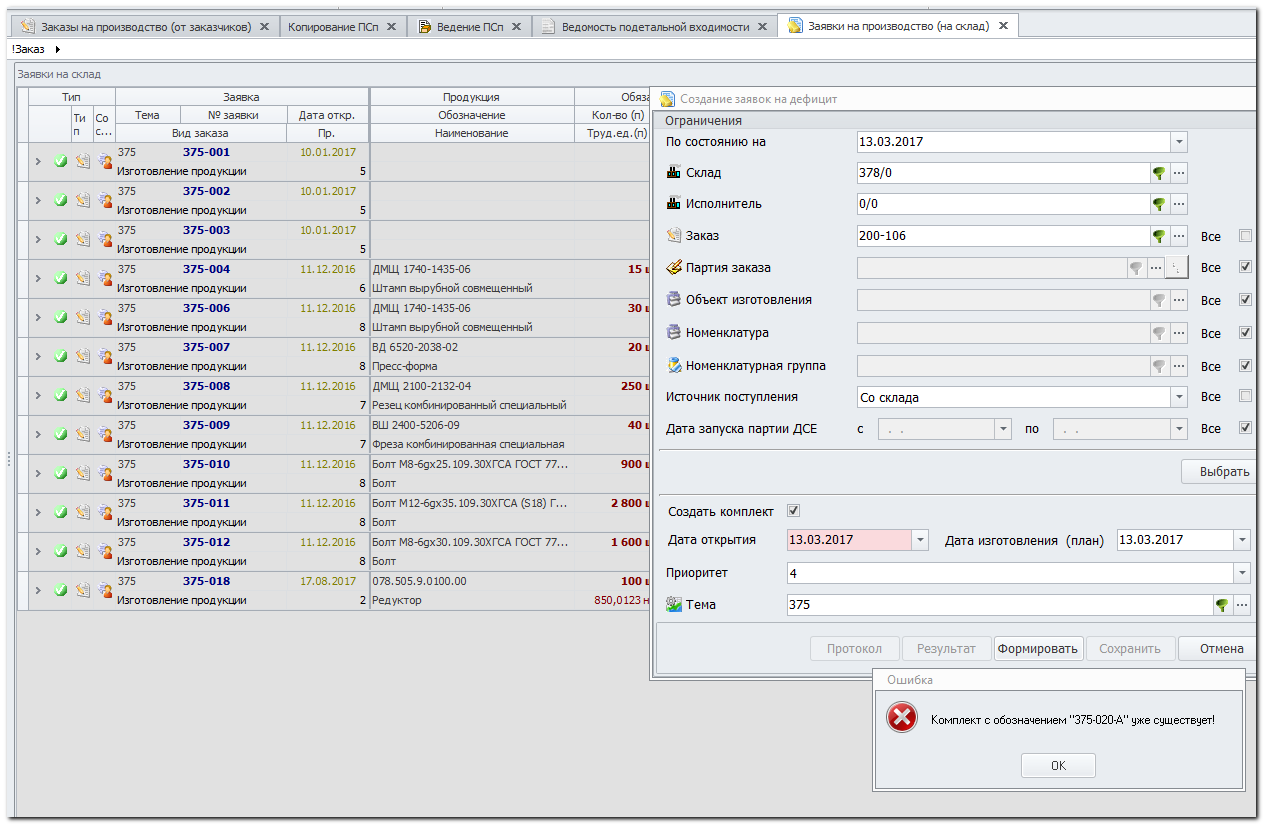 Заказы на производство (от заказчиков)
Копирование ПСп
Ведение ПСп
Ведомость подетальной входимости
Заявки на производство (на склад)
!Заказ
Заявки на склад
Тип
Заявка
Продукция
Обяза
Ти
п
Со
с...
Тема
№ заявки
Дата откр.
Обозначение
Кол-во (п)
Вид заказа
Пр.
Наименование
Труд.ед.(п)
375 375-001 10.01.2017
Изготовление продукции 5
375 375-002 10.01.2017
Изготовление продукции 5
375 375-003 10.01.2017
Изготовление продукции 5
375 375-004 11.12.2016 ДМЩ 1740-1435-06 15 ш
Изготовление продукции 6 Штамп вырубной совмещенный
375 375-006 11.12.2016 ДМЩ 1740-1435-06 30 ш
Изготовление продукции 8 Штамп вырубной совмещенный
375 375-007 11.12.2016 ВД 6520-2038-02 20 ш
Изготовление продукции 8 Пресс-форма
375 375-008 11.12.2016 ДМЩ 2100-2132-04 250 ш
Изготовление продукции 7 Резец комбинированный специальный
375 375-009 11.12.2016 ВШ 2400-5206-09 40 ш
Изготовление продукции 7 Фреза комбинированная специальная
375 375-010 11.12.2016 Болт М8-6gх25.109.30ХГСА ГОСТ 77... 900 ш
Изготовление продукции 8 Болт
375 375-011 11.12.2016 Болт М12-6gх35.109.30ХГСА (S18) Г... 2 800 ш
Изготовление продукции 8 Болт
375 375-012 11.12.2016 Болт М8-6gх30.109.30ХГСА ГОСТ 77... 1 600 ш
Изготовление продукции 8 Болт
375 375-018 17.08.2017 078.505.9.0100.00 100 ш
Изготовление продукции 2 Редуктор 850,0123 н
Создание заявок на дефицит
Ограничения
По состоянию на 13.03.2017
Склад 378/0
Исполнитель 0/0
Заказ 200-106 Все
Партия заказа Все
Объект изготовления Все
Номенклатура Все
Номенклатурная группа Все
Источник поступления Со склада Все
Дата запуска партии ДСЕ с . . по . . Все
Выбрать
Создать комплект
Дата открытия 13.03.2017 Дата изготовления (план) 13.03.2017
Приоритет 4
Тема 375
Протокол Результат Формировать Сохранить Отмена
Ошибка
Комплект с обозначением "375-020-А" уже существует!
OK